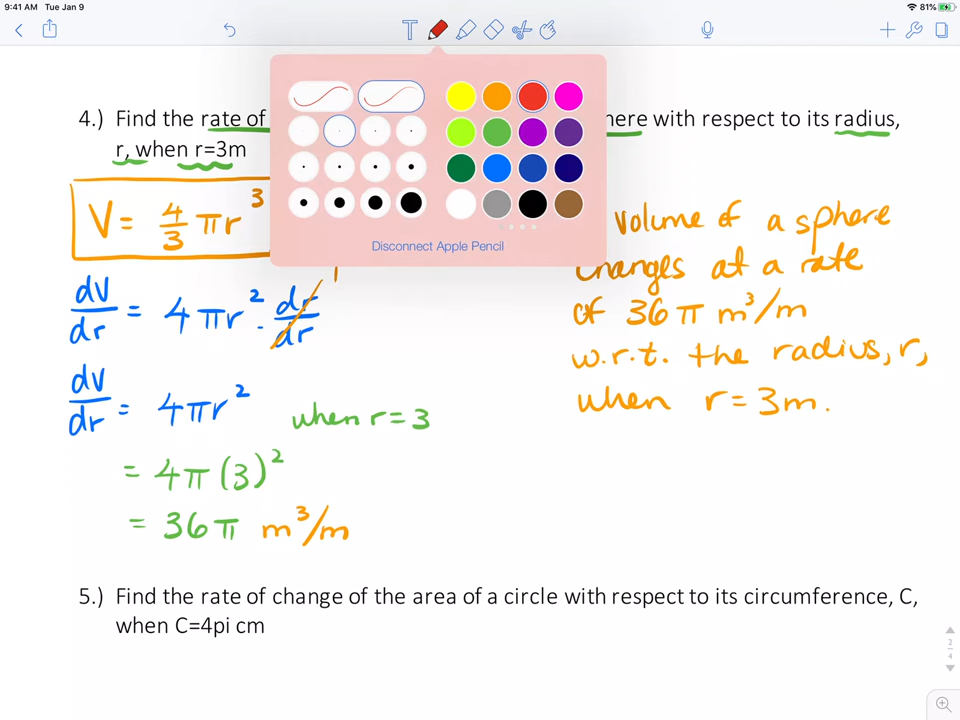 9:41 AM Tue Jan 9
81%
T
4.) Find the rate of here with respect to its radius,
r, when r=3m
V = 4/3 πr³
Disconnect Apple Pencil
Volume of a sphere
changes at a rate
of 36π m³/m
w.r.t. the radius, r,
when r = 3m.
dV/dr = 4πr² · dr/dr 1
dV/dr = 4πr² when r = 3
= 4π(3)²
= 36π m³/m
5.) Find the rate of change of the area of a circle with respect to its circumference, C,
when C=4pi cm
2
4